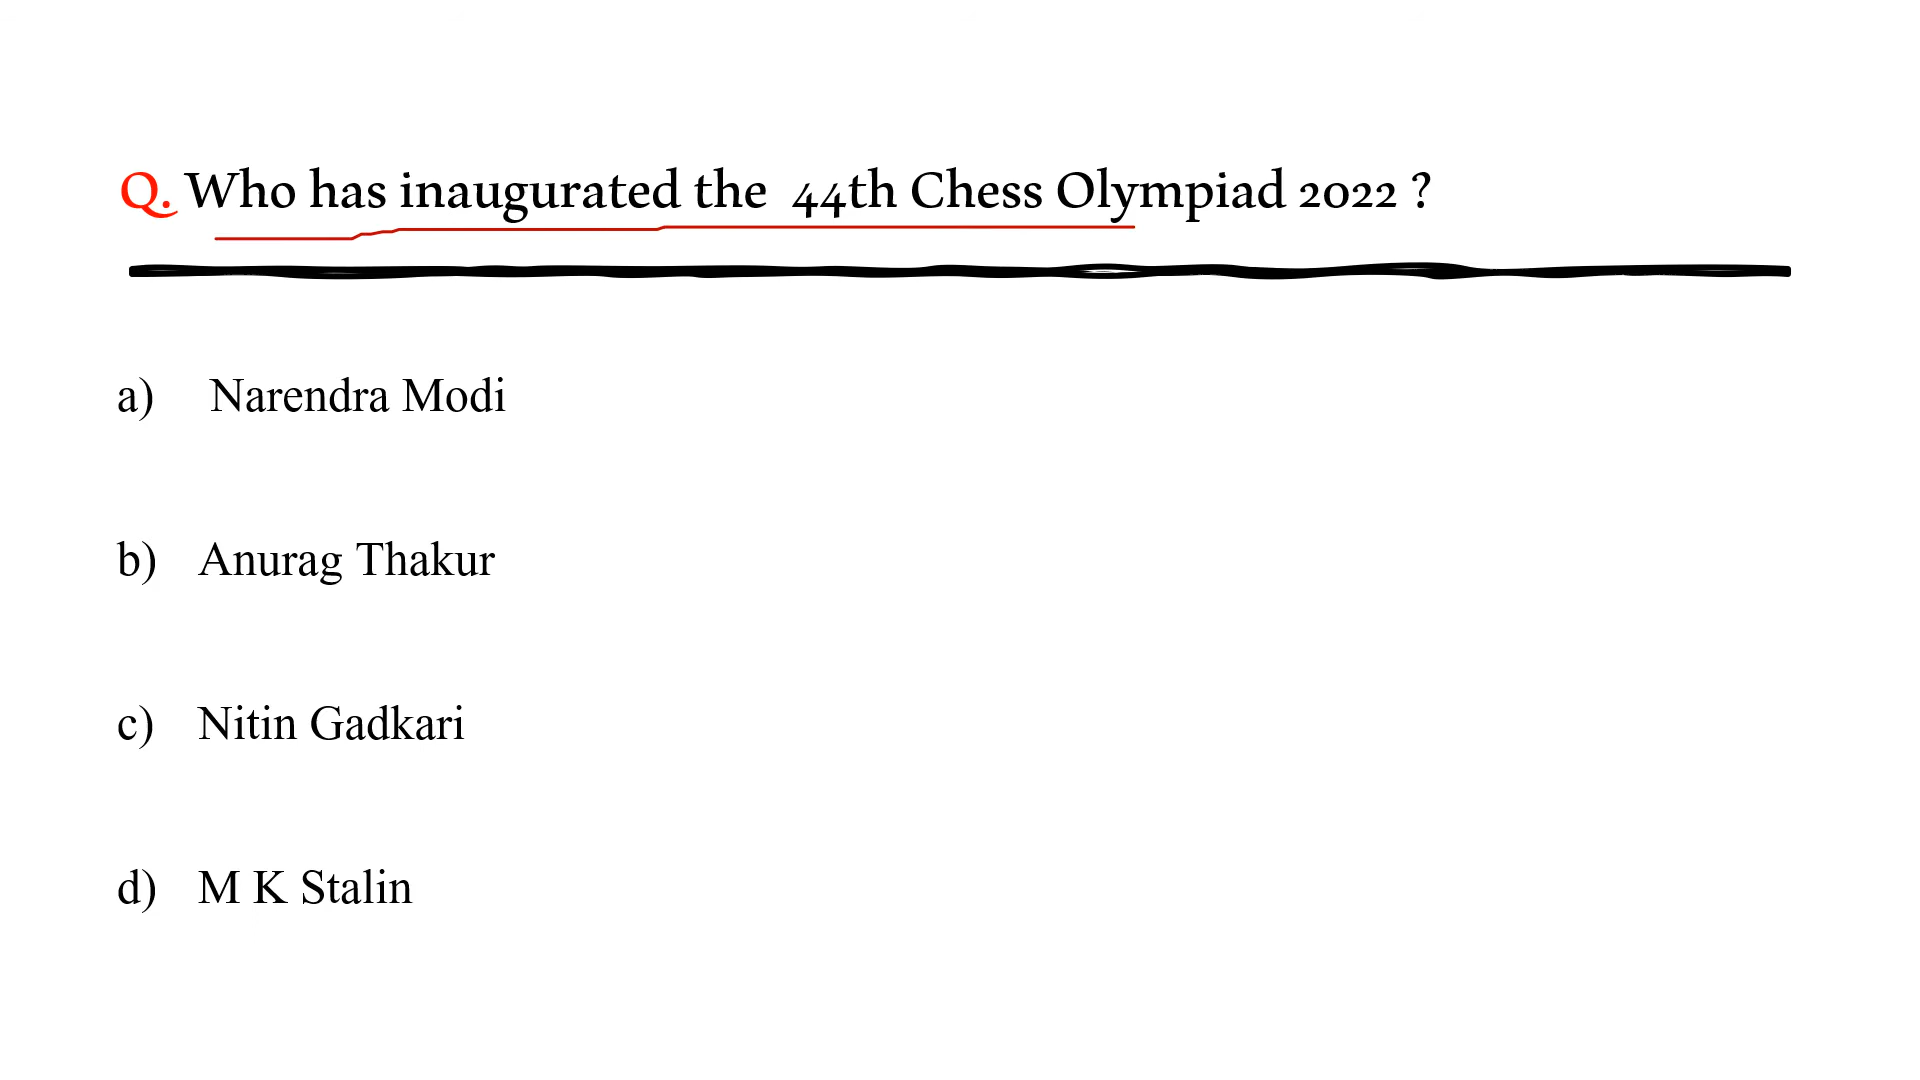 Q. Who has inaugurated the 44th Chess Olympiad 2022 ?
a) Narendra Modi
b) Anurag Thakur
c) Nitin Gadkari
d) M K Stalin